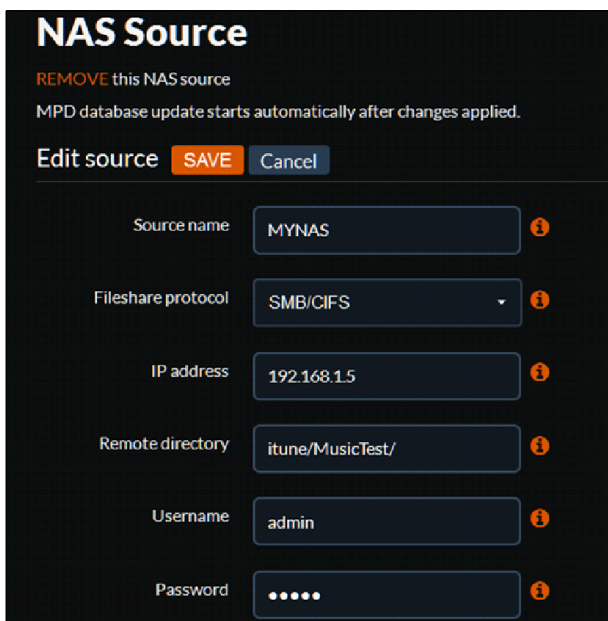 NAS Source
REMOVE this NAS source
MPD database update starts automatically after changes applied.
Edit source SAVE Cancel
Source name MYNAS
Fileshare protocol SMB/CIFS
IP address 192.168.1.5
Remote directory itune/MusicTest/
Username admin
Password •••••